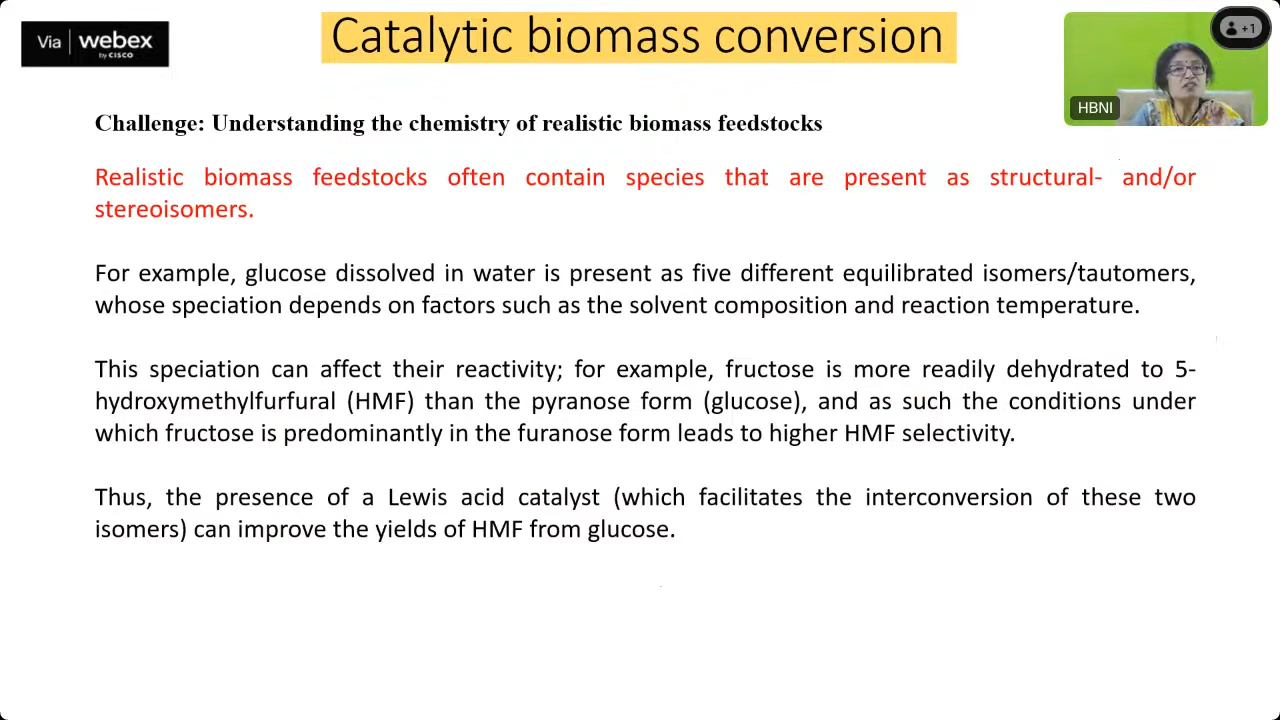 Via | webex
by CISCO
Catalytic biomass conversion
+1
HBNI
Challenge: Understanding the chemistry of realistic biomass feedstocks
Realistic biomass feedstocks often contain species that are present as structural- and/or
stereoisomers.
For example, glucose dissolved in water is present as five different equilibrated isomers/tautomers,
whose speciation depends on factors such as the solvent composition and reaction temperature.
This speciation can affect their reactivity; for example, fructose is more readily dehydrated to 5-
hydroxymethylfurfural (HMF) than the pyranose form (glucose), and as such the conditions under
which fructose is predominantly in the furanose form leads to higher HMF selectivity.
Thus, the presence of a Lewis acid catalyst (which facilitates the interconversion of these two
isomers) can improve the yields of HMF from glucose.